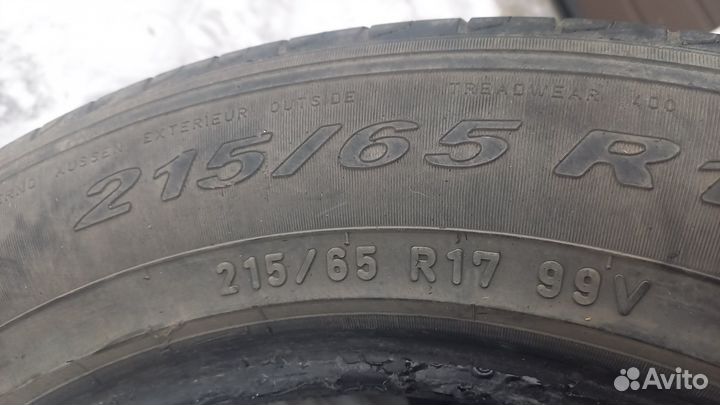 AUSSEN EXTERIEUR OUTSIDE TREADWEAR 400
215/65 R
215/65 R17 99V
Avito